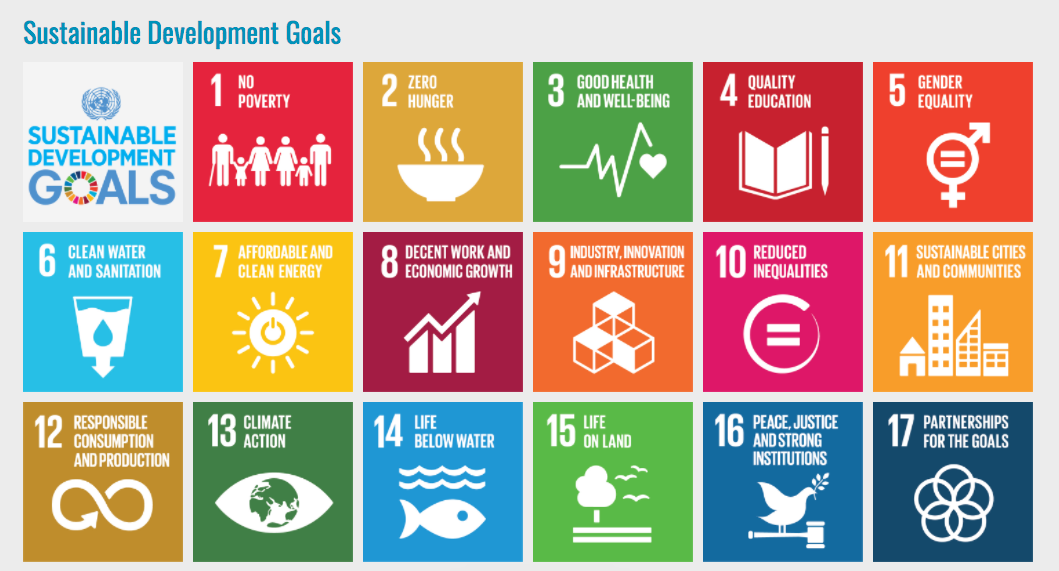 Sustainable Development Goals
SUSTAINABLE
DEVELOPMENT
GOALS
1 NO
POVERTY
2 ZERO
HUNGER
3 GOOD HEALTH
AND WELL-BEING
4 QUALITY
EDUCATION
5 GENDER
EQUALITY
6 CLEAN WATER
AND SANITATION
7 AFFORDABLE AND
CLEAN ENERGY
8 DECENT WORK AND
ECONOMIC GROWTH
9 INDUSTRY, INNOVATION
AND INFRASTRUCTURE
10 REDUCED
INEQUALITIES
11 SUSTAINABLE CITIES
AND COMMUNITIES
12 RESPONSIBLE
CONSUMPTION
AND PRODUCTION
13 CLIMATE
ACTION
14 LIFE
BELOW WATER
15 LIFE
ON LAND
16 PEACE, JUSTICE
AND STRONG
INSTITUTIONS
17 PARTNERSHIPS
FOR THE GOALS